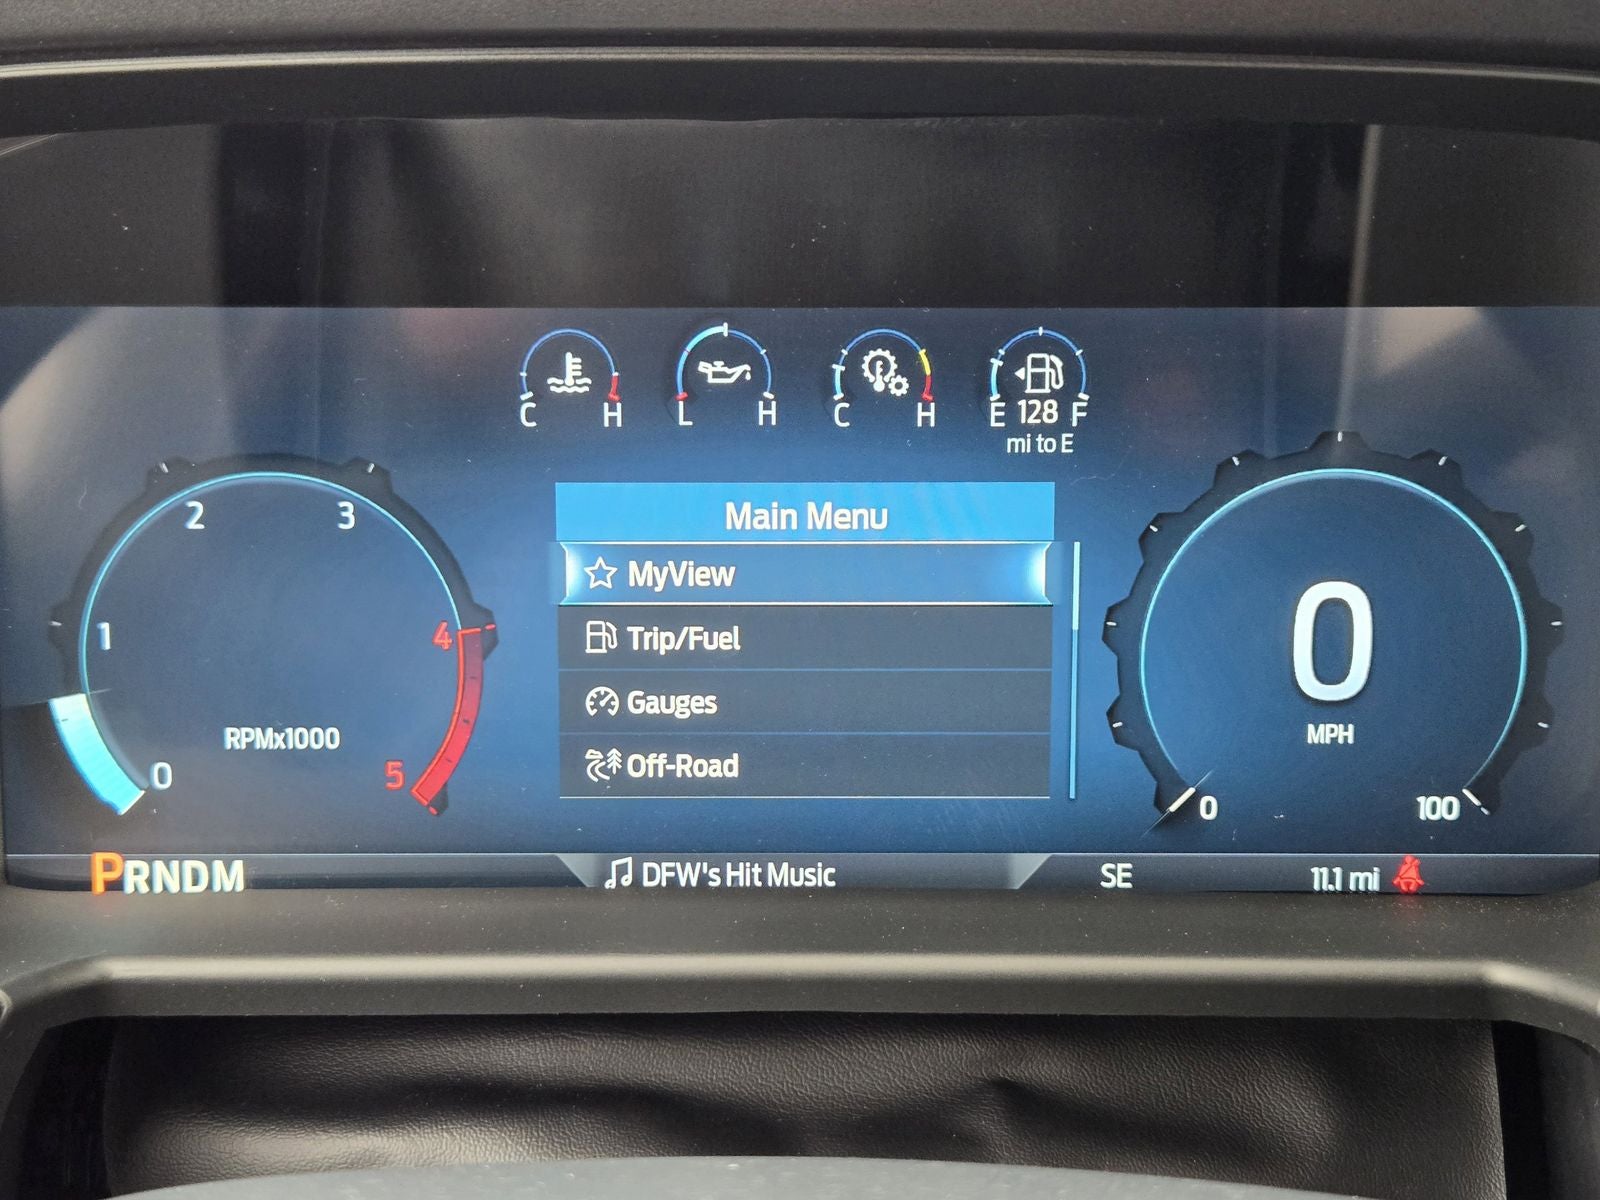 C H L H C H E 128 F
mi to E
2 3
1 4
RPMx1000
0 5
Main Menu
MyView
Trip/Fuel
Gauges
Off-Road
0
MPH
0 100
PRNDM
DFW's Hit Music
SE
11.1 mi